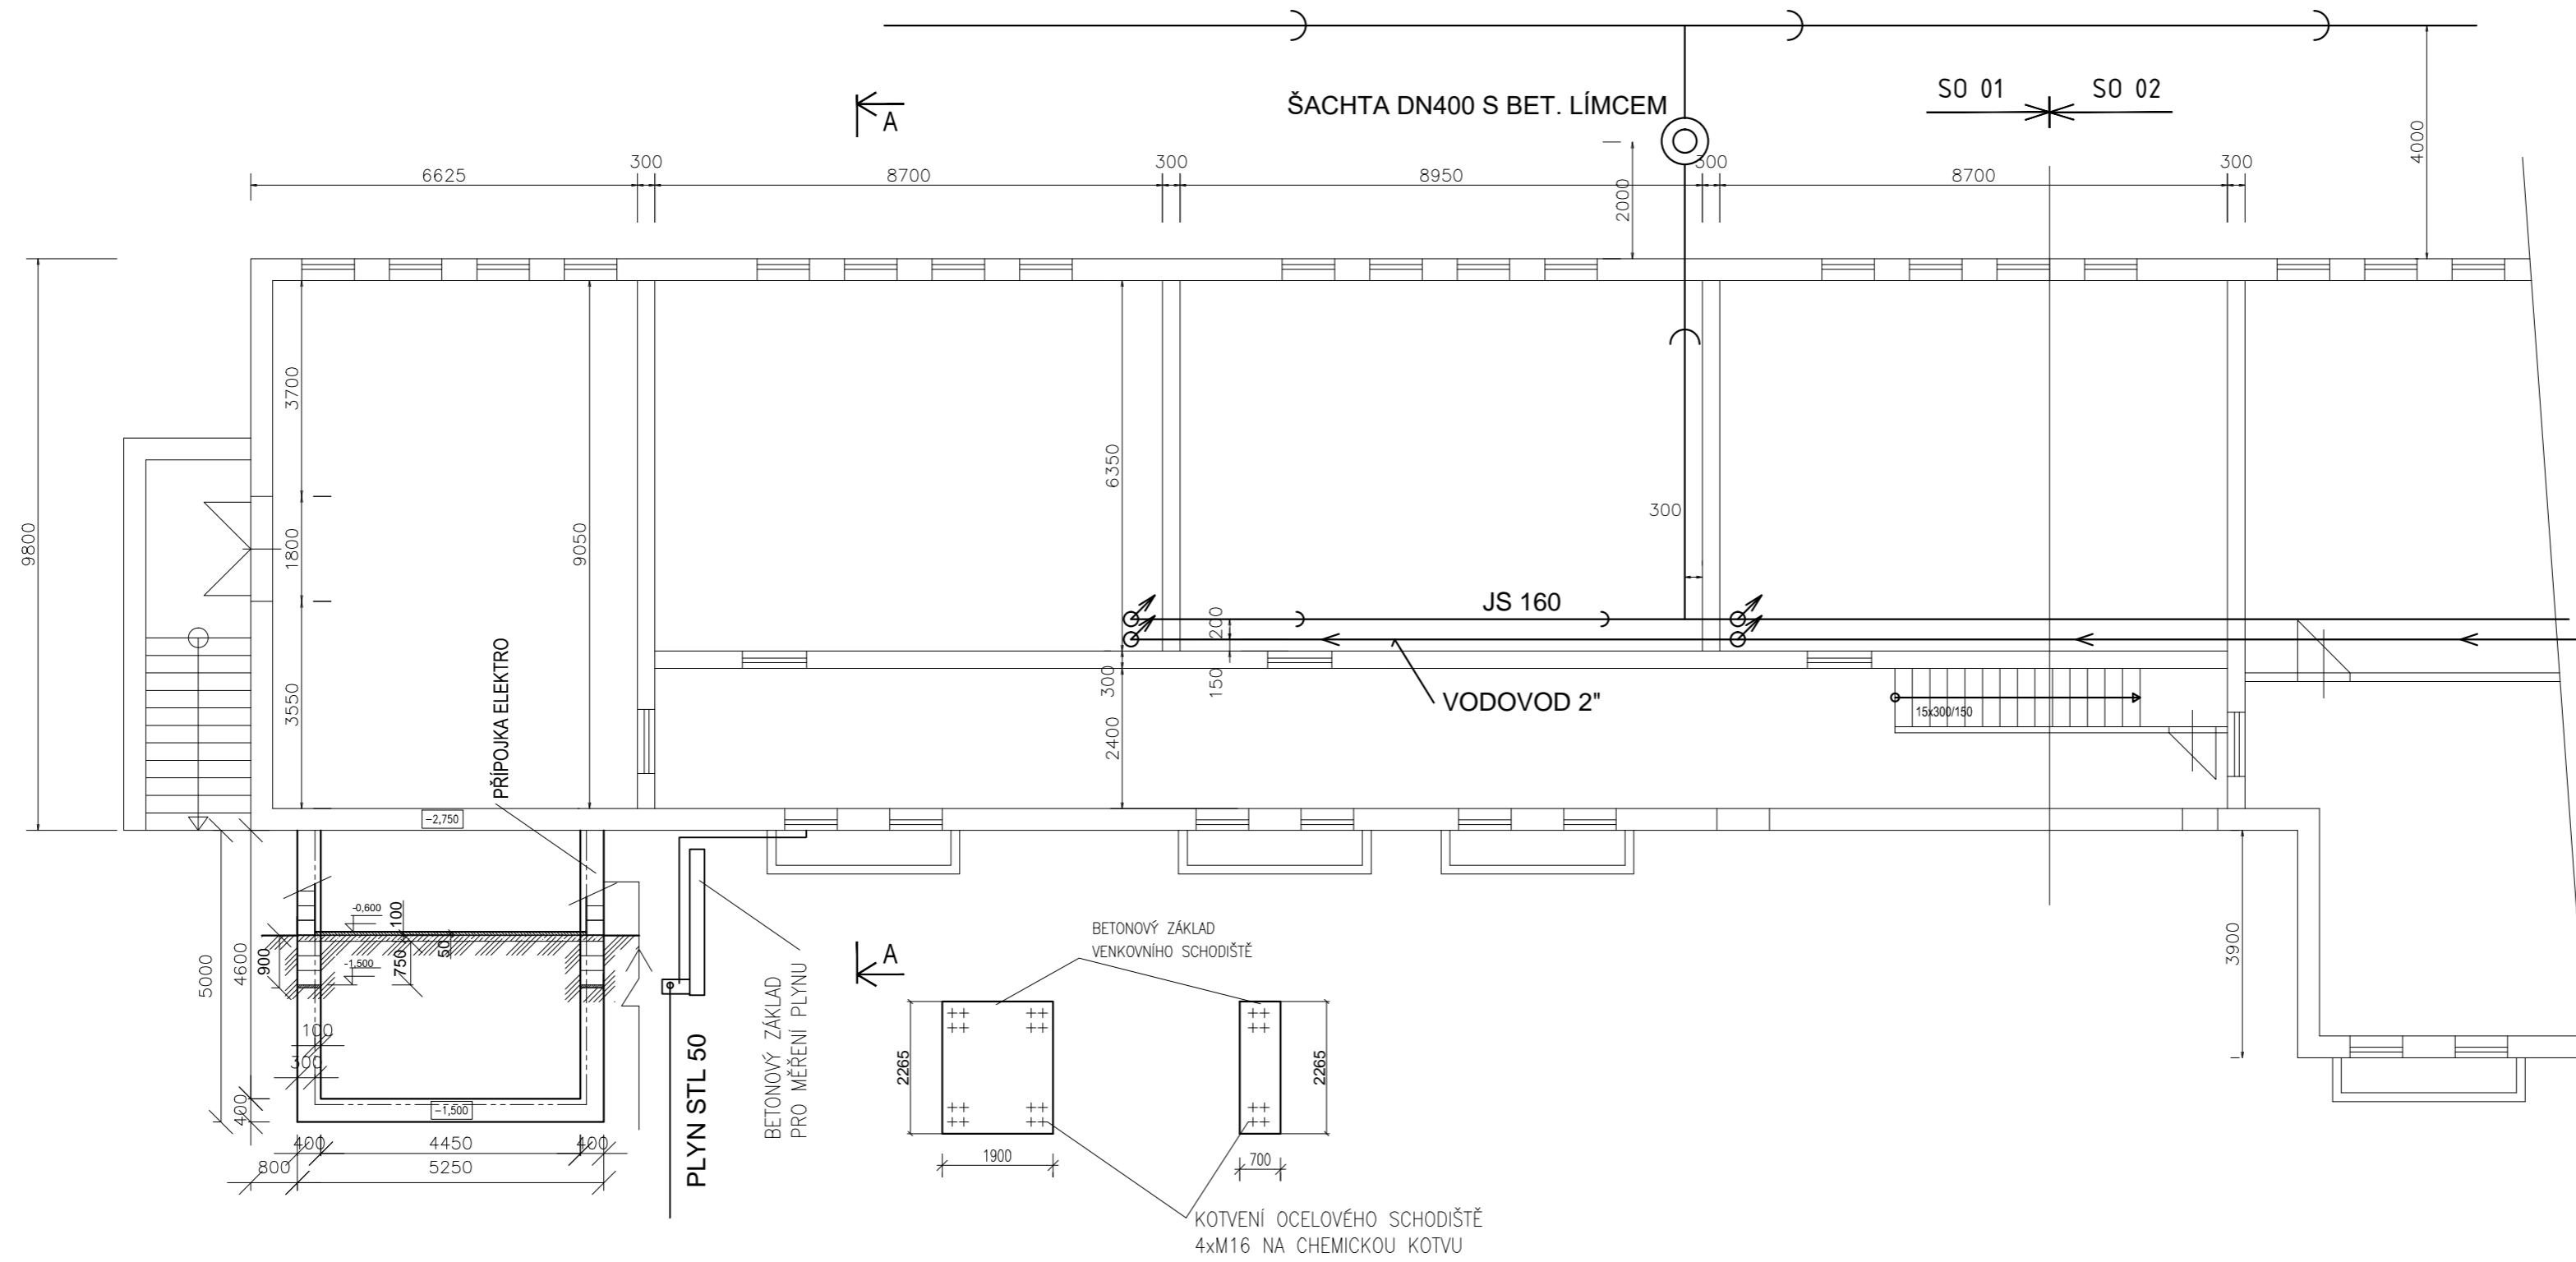 ŠACHTA DN400 S BET. LÍMCEM
SO 01
SO 02
A
4000
6625
300
8700
300
8950
300
8700
300
2000
9800
3700
1800
3550
9050
6350
300
2400
300
JS 160
200
150
VODOVOD 2"
15x300/150
PŘÍPOJKA ELEKTRO
-2,750
-0,600
100
50
750
-1,500
900
5000
4600
400
100
300
-1,500
400
4450
400
800
5250
PLYN STL 50
BETONOVÝ ZÁKLAD
PRO MĚŘENÍ PLYNU
A
BETONOVÝ ZÁKLAD
VENKOVNÍHO SCHODIŠTĚ
2265
2265
1900
700
KOTVENÍ OCELOVÉHO SCHODIŠTĚ
4xM16 NA CHEMICKOU KOTVU
3900